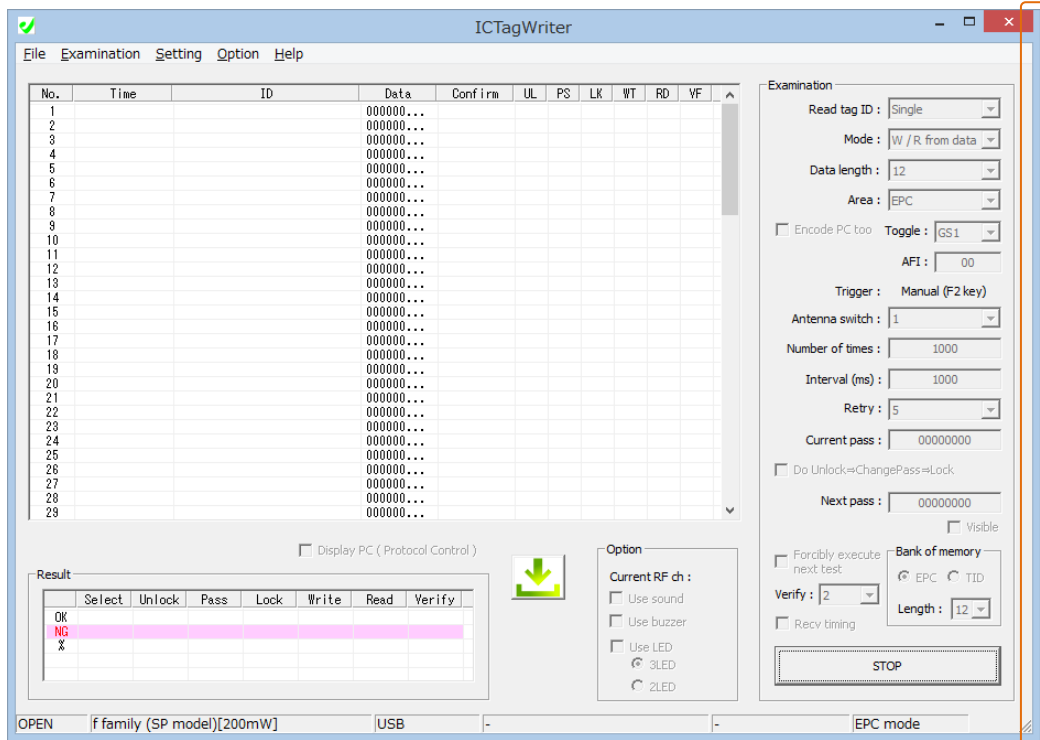 ICTagWriter
File Examination Setting Option Help
No. Time ID Data Confirm UL PS LK WT RD VF
1 000000...
2 000000...
3 000000...
4 000000...
5 000000...
6 000000...
7 000000...
8 000000...
9 000000...
10 000000...
11 000000...
12 000000...
13 000000...
14 000000...
15 000000...
16 000000...
17 000000...
18 000000...
19 000000...
20 000000...
21 000000...
22 000000...
23 000000...
24 000000...
25 000000...
26 000000...
27 000000...
28 000000...
29 000000...
Display PC ( Protocol Control )
Result
Select Unlock Pass Lock Write Read Verify
OK
NG
%
Option
Current RF ch :
Use sound
Use buzzer
Use LED
3LED
2LED
Examination
Read tag ID : Single
Mode : W / R from data
Data length : 12
Area : EPC
Encode PC too Toggle : GS1
AFI : 00
Trigger : Manual (F2 key)
Antenna switch : 1
Number of times : 1000
Interval (ms) : 1000
Retry : 5
Current pass : 00000000
Do Unlock⇒ChangePass⇒Lock
Next pass : 00000000
Visible
Forcibly execute
next test
Verify : 2
Recv timing
Bank of memory
EPC TID
Length : 12
STOP
OPEN f family (SP model)[200mW] USB - - EPC mode